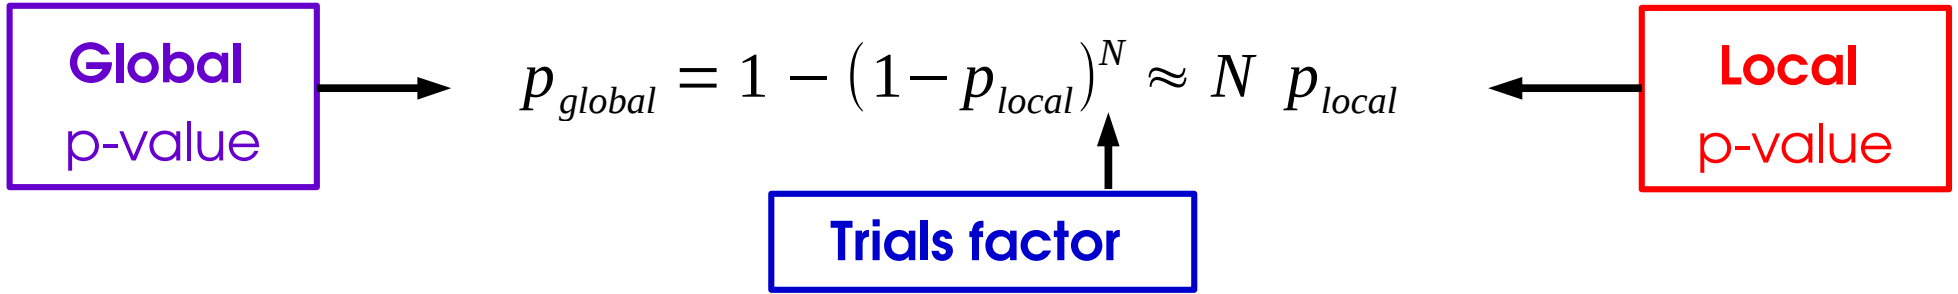 Global
p-value
p_global = 1 − (1− p_local)^N ≈ N p_local
Local
p-value
Trials factor